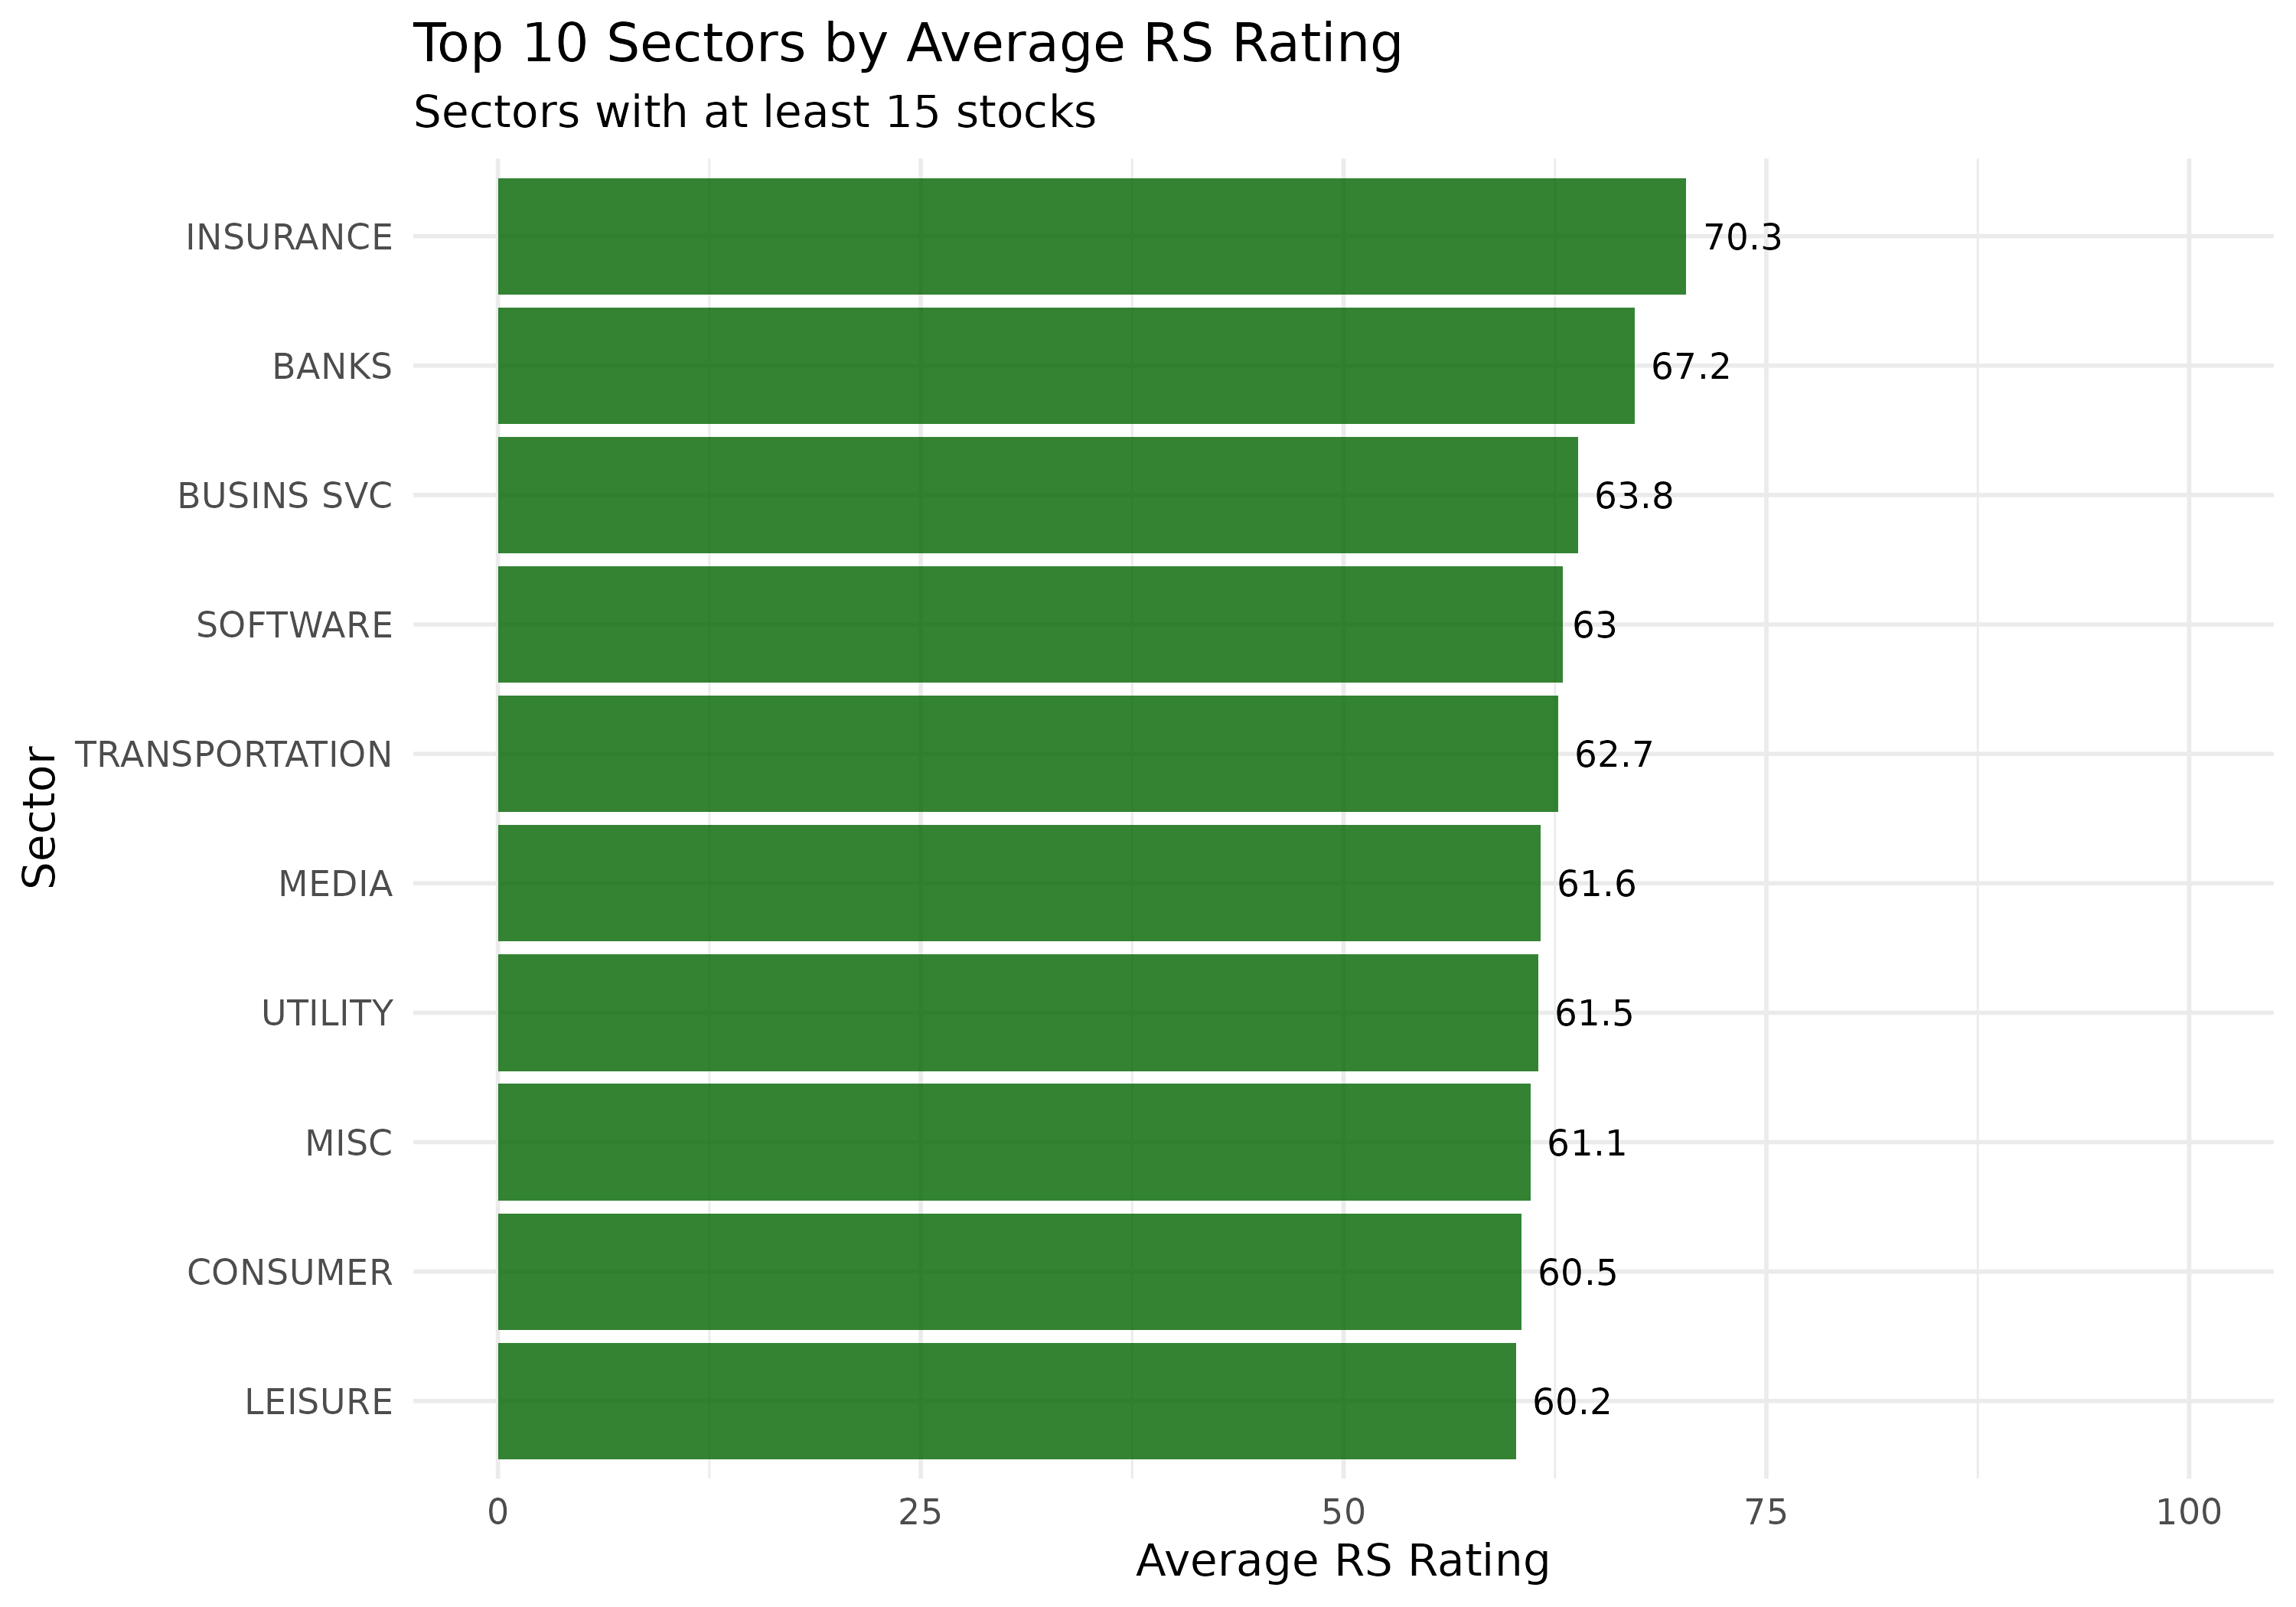 Top 10 Sectors by Average RS Rating
Sectors with at least 15 stocks
INSURANCE 70.3
BANKS 67.2
BUSINS SVC 63.8
SOFTWARE 63
TRANSPORTATION 62.7
MEDIA 61.6
UTILITY 61.5
MISC 61.1
CONSUMER 60.5
LEISURE 60.2
Sector
0 25 50 75 100
Average RS Rating